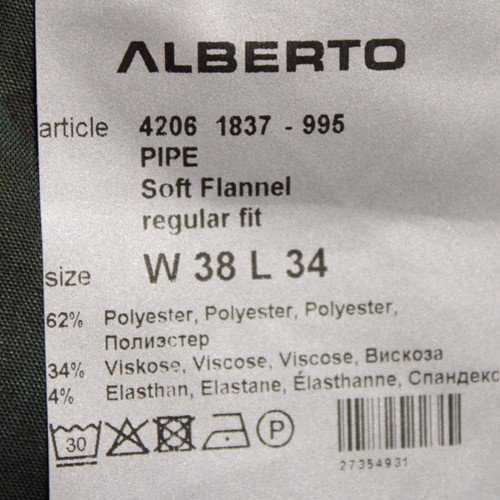 ALBERTO
article 4206 1837 - 995
PIPE
Soft Flannel
regular fit
size W 38 L 34
62% Polyester, Polyester, Polyester,
Полиэстер
34% Viskose, Viscose, Viscose, Вискоза
4% Elasthan, Elastane, Élasthanne, Спандекс
30 P
27354931